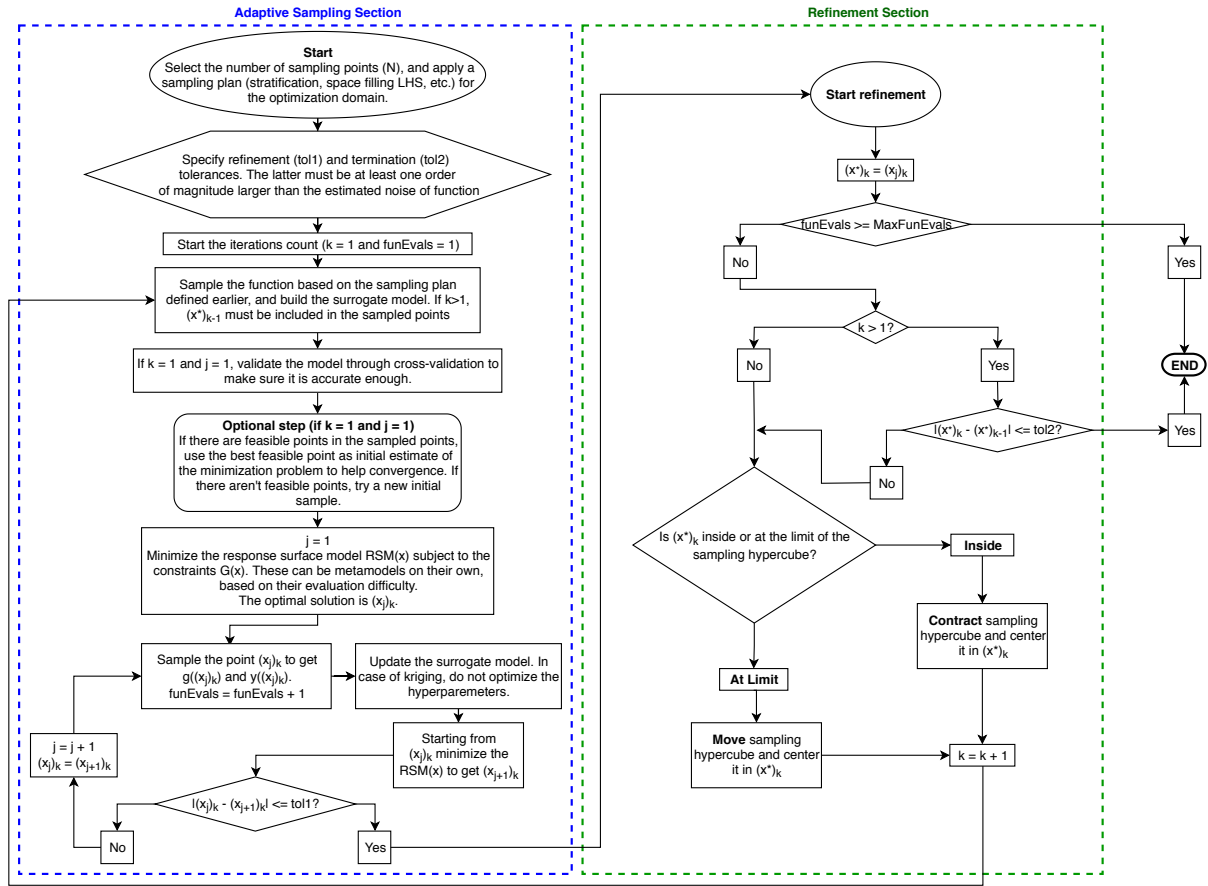 Adaptive Sampling Section
Start
Select the number of sampling points (N), and apply a
sampling plan (stratification, space filling LHS, etc.) for
the optimization domain.
Specify refinement (tol1) and termination (tol2)
tolerances. The latter must be at least one order
of magnitude larger than the estimated noise of function
Start the iterations count (k = 1 and funEvals = 1)
Sample the function based on the sampling plan
defined earlier, and build the surrogate model. If k>1,
(x*)k-1 must be included in the sampled points
If k = 1 and j = 1, validate the model through cross-validation to
make sure it is accurate enough.
Optional step (if k = 1 and j = 1)
If there are feasible points in the sampled points,
use the best feasible point as initial estimate of
the minimization problem to help convergence. If
there aren't feasible points, try a new initial
sample.
j = 1
Minimize the response surface model RSM(x) subject to the
constraints G(x). These can be metamodels on their own,
based on their evaluation difficulty.
The optimal solution is (xj)k.
Sample the point (xj)k to get
g((xj)k) and y((xj)k).
funEvals = funEvals + 1
Update the surrogate model. In
case of kriging, do not optimize the
hyperparemeters.
Starting from
(xj)k minimize the
RSM(x) to get (xj+1)k
j = j + 1
(xj)k = (xj+1)k
|(xj)k - (xj+1)k| <= tol1?
No
Yes
Refinement Section
Start refinement
(x*)k = (xj)k
funEvals >= MaxFunEvals
No
Yes
k > 1?
No
Yes
END
|(x*)k - (x*)k-1| <= tol2?
Yes
No
Is (x*)k inside or at the limit of the
sampling hypercube?
Inside
Contract sampling
hypercube and center
it in (x*)k
At Limit
Move sampling
hypercube and center
it in (x*)k
k = k + 1